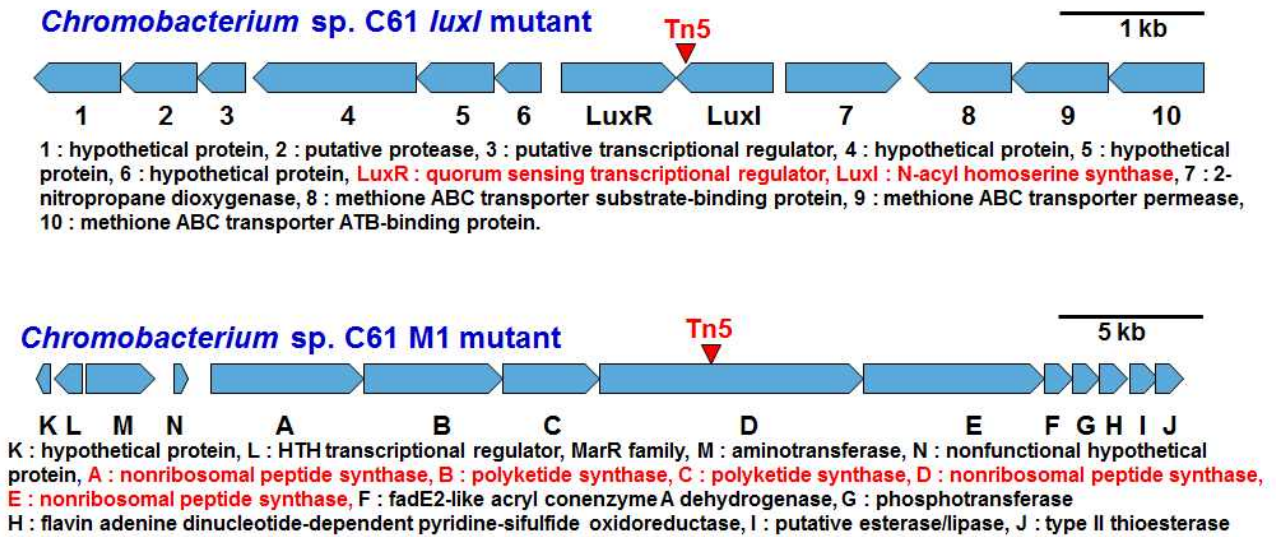 Chromobacterium sp. C61 luxI mutant
Tn5
1 kb
1 2 3 4 5 6 LuxR LuxI 7 8 9 10
1 : hypothetical protein, 2 : putative protease, 3 : putative transcriptional regulator, 4 : hypothetical protein, 5 : hypothetical
protein, 6 : hypothetical protein, LuxR : quorum sensing transcriptional regulator, LuxI : N-acyl homoserine synthase, 7 : 2-
nitropropane dioxygenase, 8 : methione ABC transporter substrate-binding protein, 9 : methione ABC transporter permease,
10 : methione ABC transporter ATB-binding protein.
Chromobacterium sp. C61 M1 mutant
Tn5
5 kb
K L M N A B C D E F G H I J
K : hypothetical protein, L : HTH transcriptional regulator, MarR family, M : aminotransferase, N : nonfunctional hypothetical
protein, A : nonribosomal peptide synthase, B : polyketide synthase, C : polyketide synthase, D : nonribosomal peptide synthase,
E : nonribosomal peptide synthase, F : fadE2-like acryl conenzyme A dehydrogenase, G : phosphotransferase
H : flavin adenine dinucleotide-dependent pyridine-sifulfide oxidoreductase, I : putative esterase/lipase, J : type II thioesterase